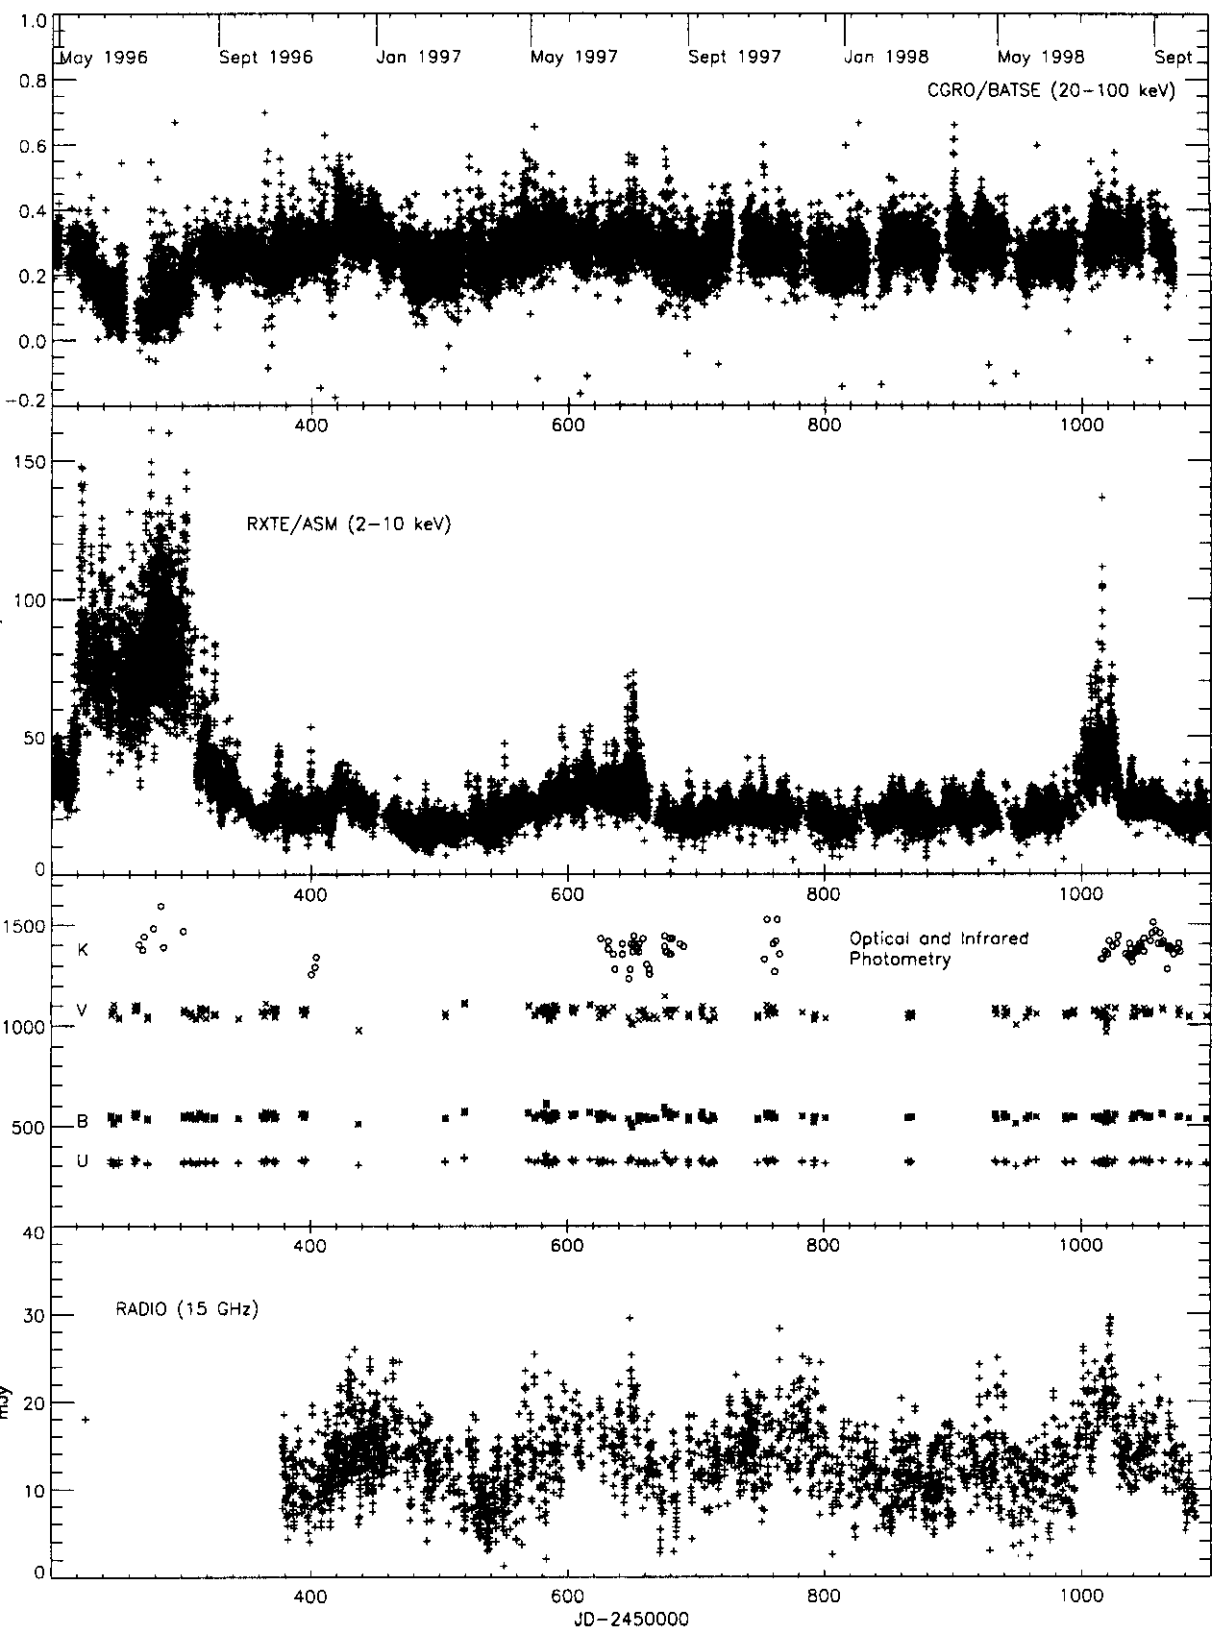 1.0
May 1996 Sept 1996 Jan 1997 May 1997 Sept 1997 Jan 1998 May 1998 Sept
0.8
CGRO/BATSE (20-100 keV)
0.6
0.4
0.2
0.0
-0.2
400 600 800 1000
150
RXTE/ASM (2-10 keV)
100
50
0
400 600 800 1000
1500
K
Optical and Infrared
Photometry
V
1000
B
500
U
40
400 600 800 1000
RADIO (15 GHz)
30
20
mJy
10
0
400 600 800 1000
JD-2450000